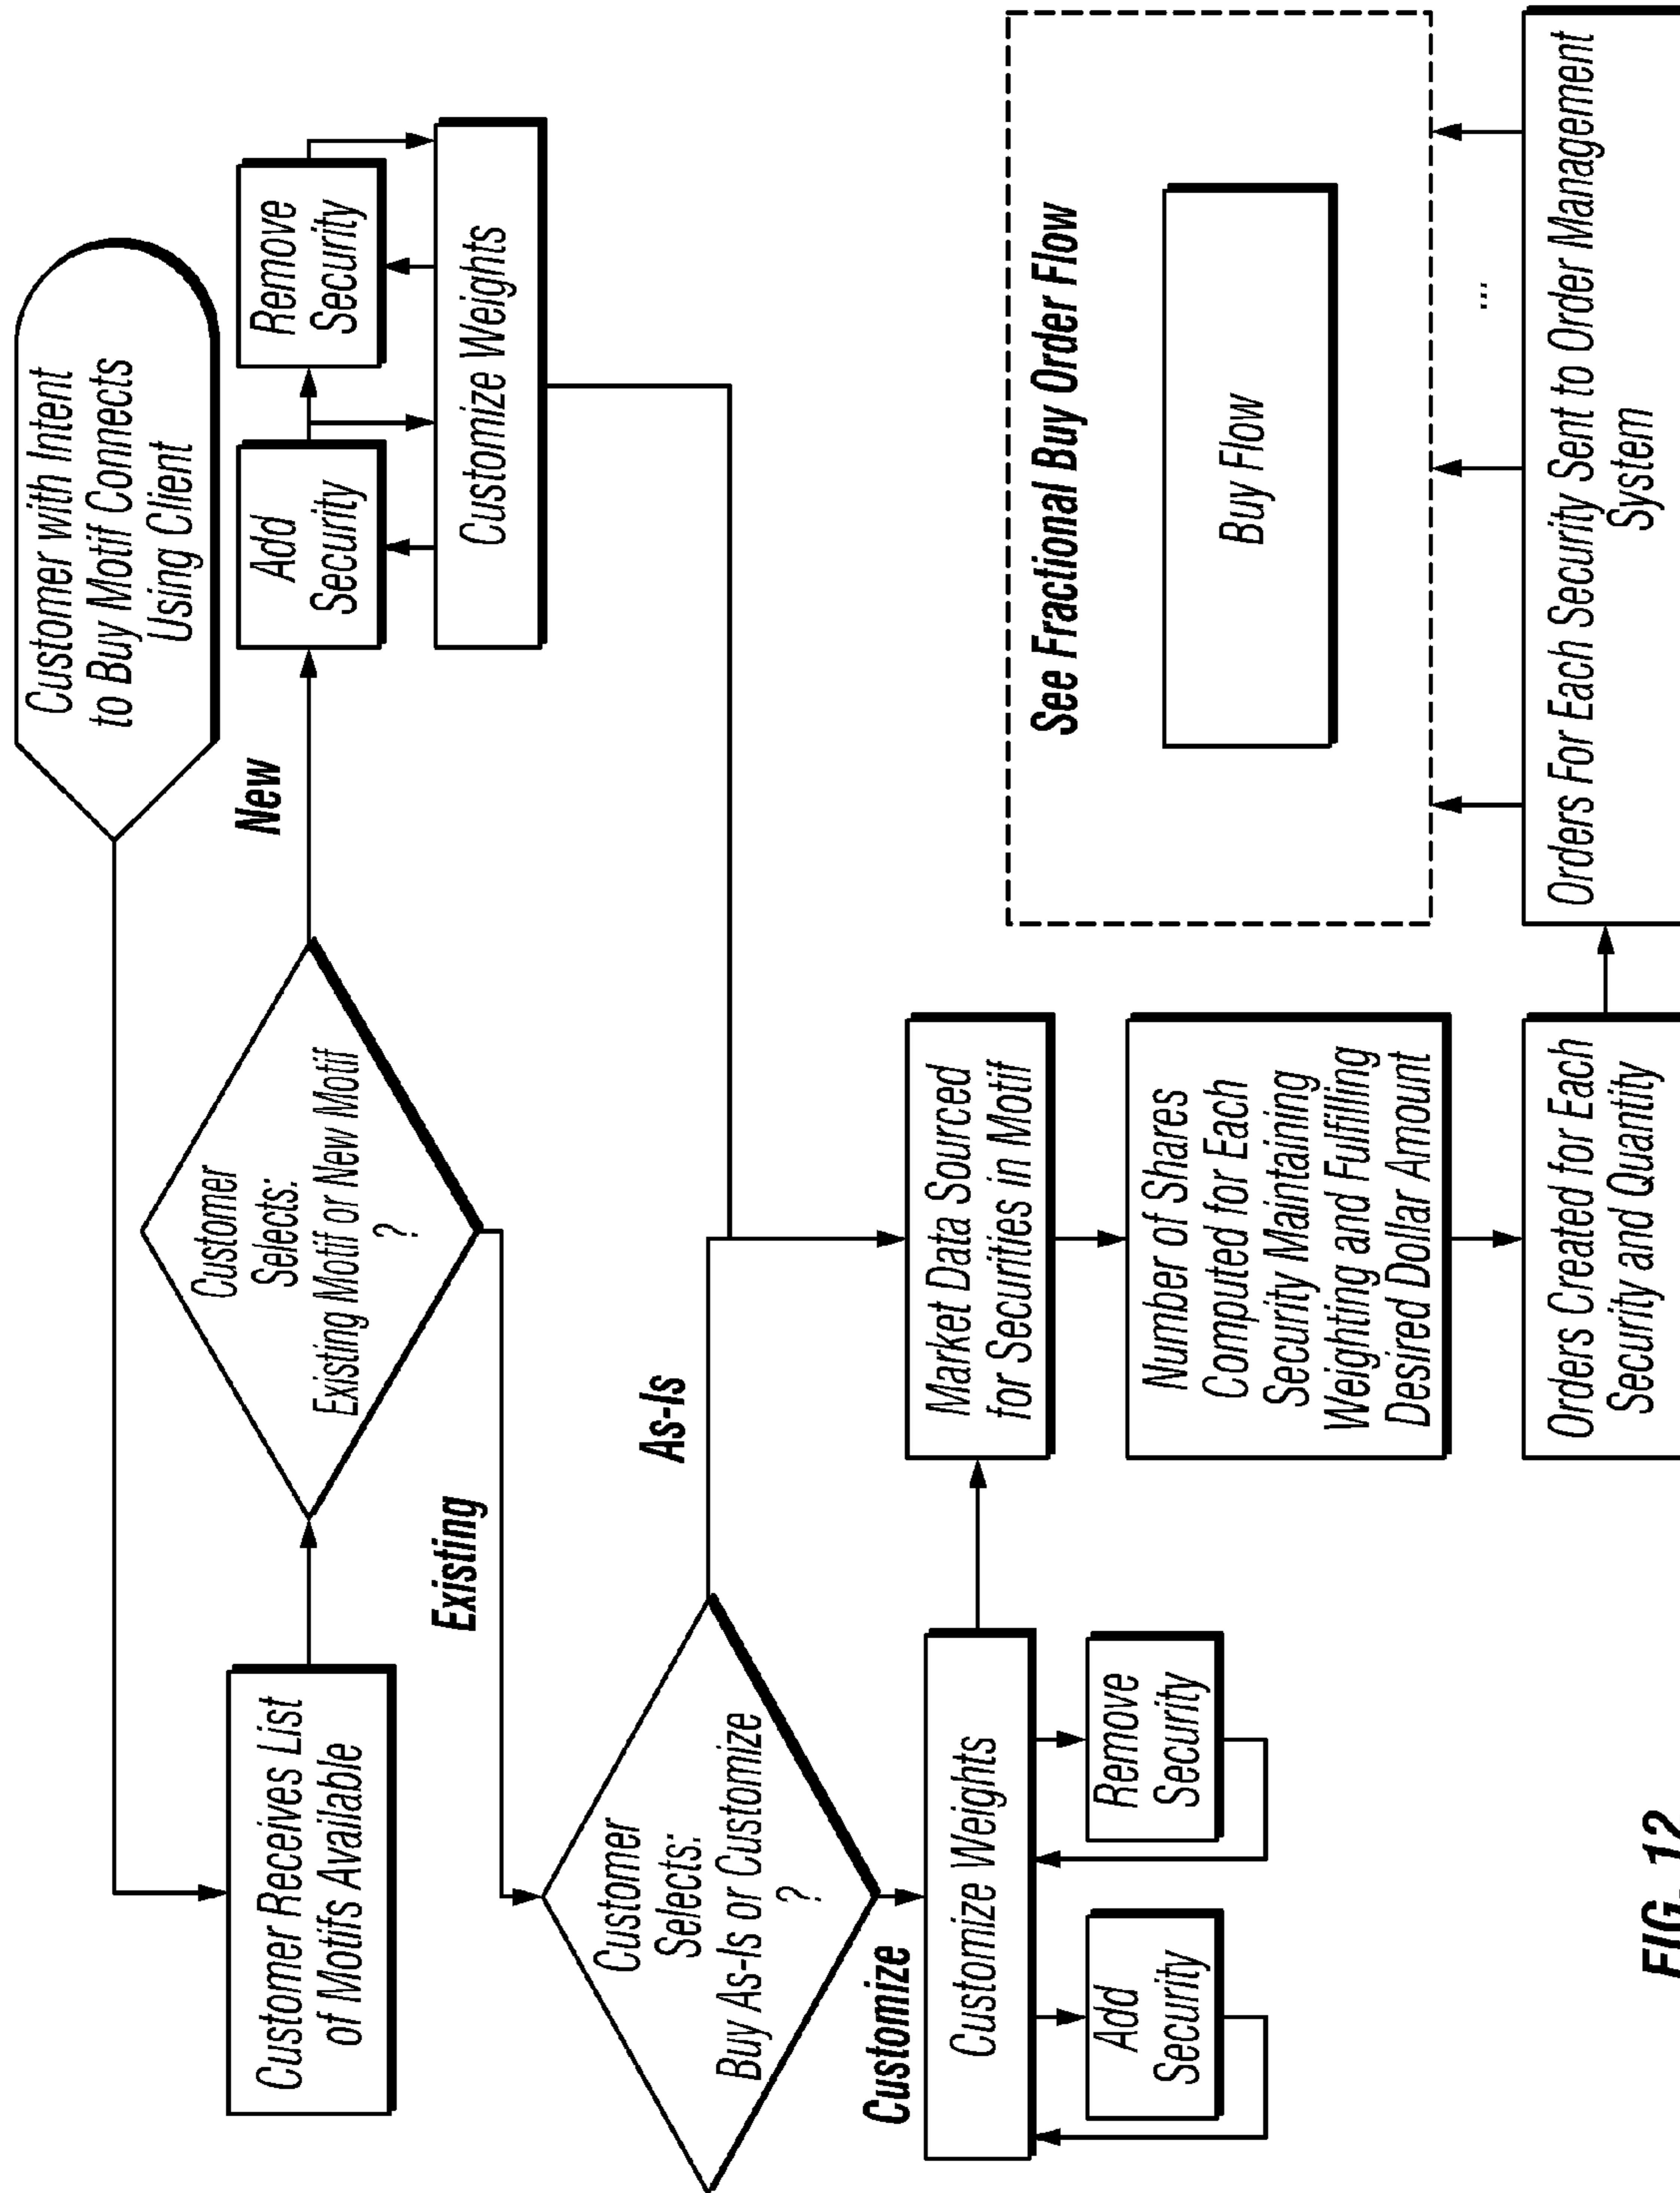 Customer with Intent
to Buy Motif Connects
Using Client
Customer Receives List
of Motifs Available
Customer
Selects:
Existing Motif or New Motif
?
New
Add
Security
Remove
Security
Customize Weights
Existing
Customer
Selects:
Buy As-Is or Customize
?
As-Is
Customize
Customize Weights
Add
Security
Remove
Security
Market Data Sourced
for Securities in Motif
Number of Shares
Computed for Each
Security Maintaining
Weighting and Fulfilling
Desired Dollar Amount
Orders Created for Each
Security and Quantity
Orders For Each Security Sent to Order Management
System
...
See Fractional Buy Order Flow
Buy Flow
FIG. 12